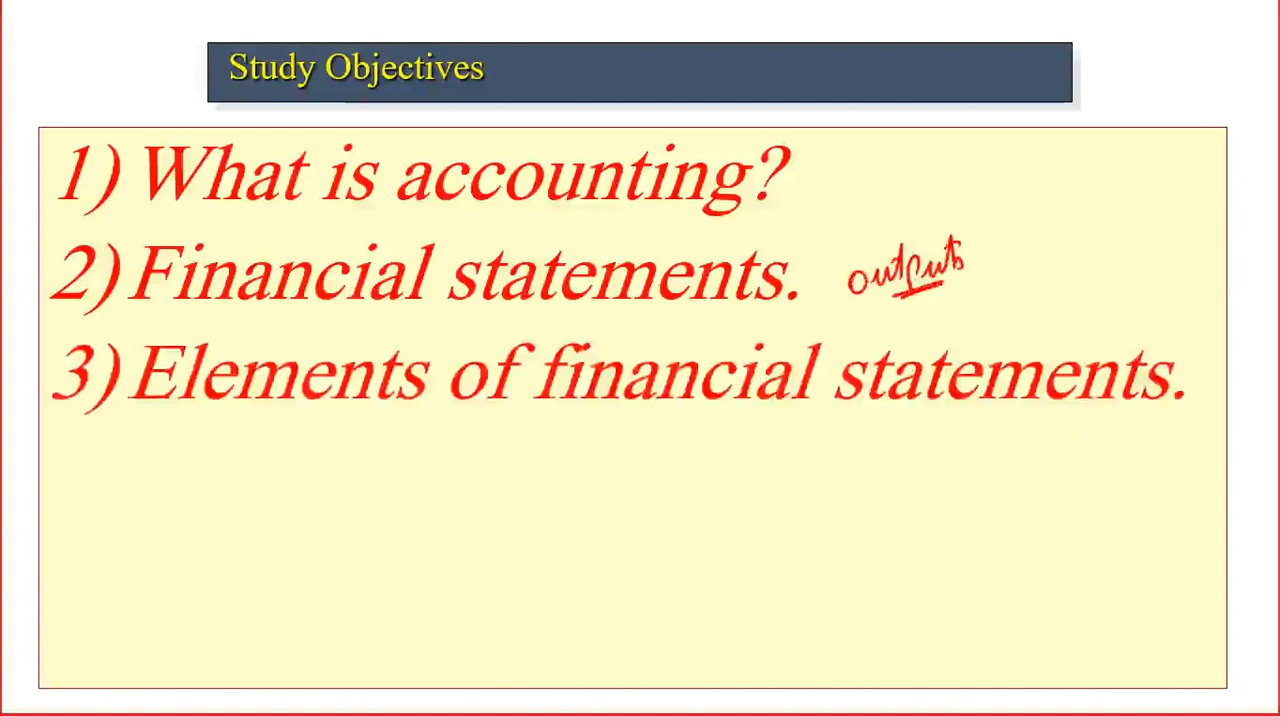 Study Objectives
1) What is accounting?
2) Financial statements. outputs
3) Elements of financial statements.